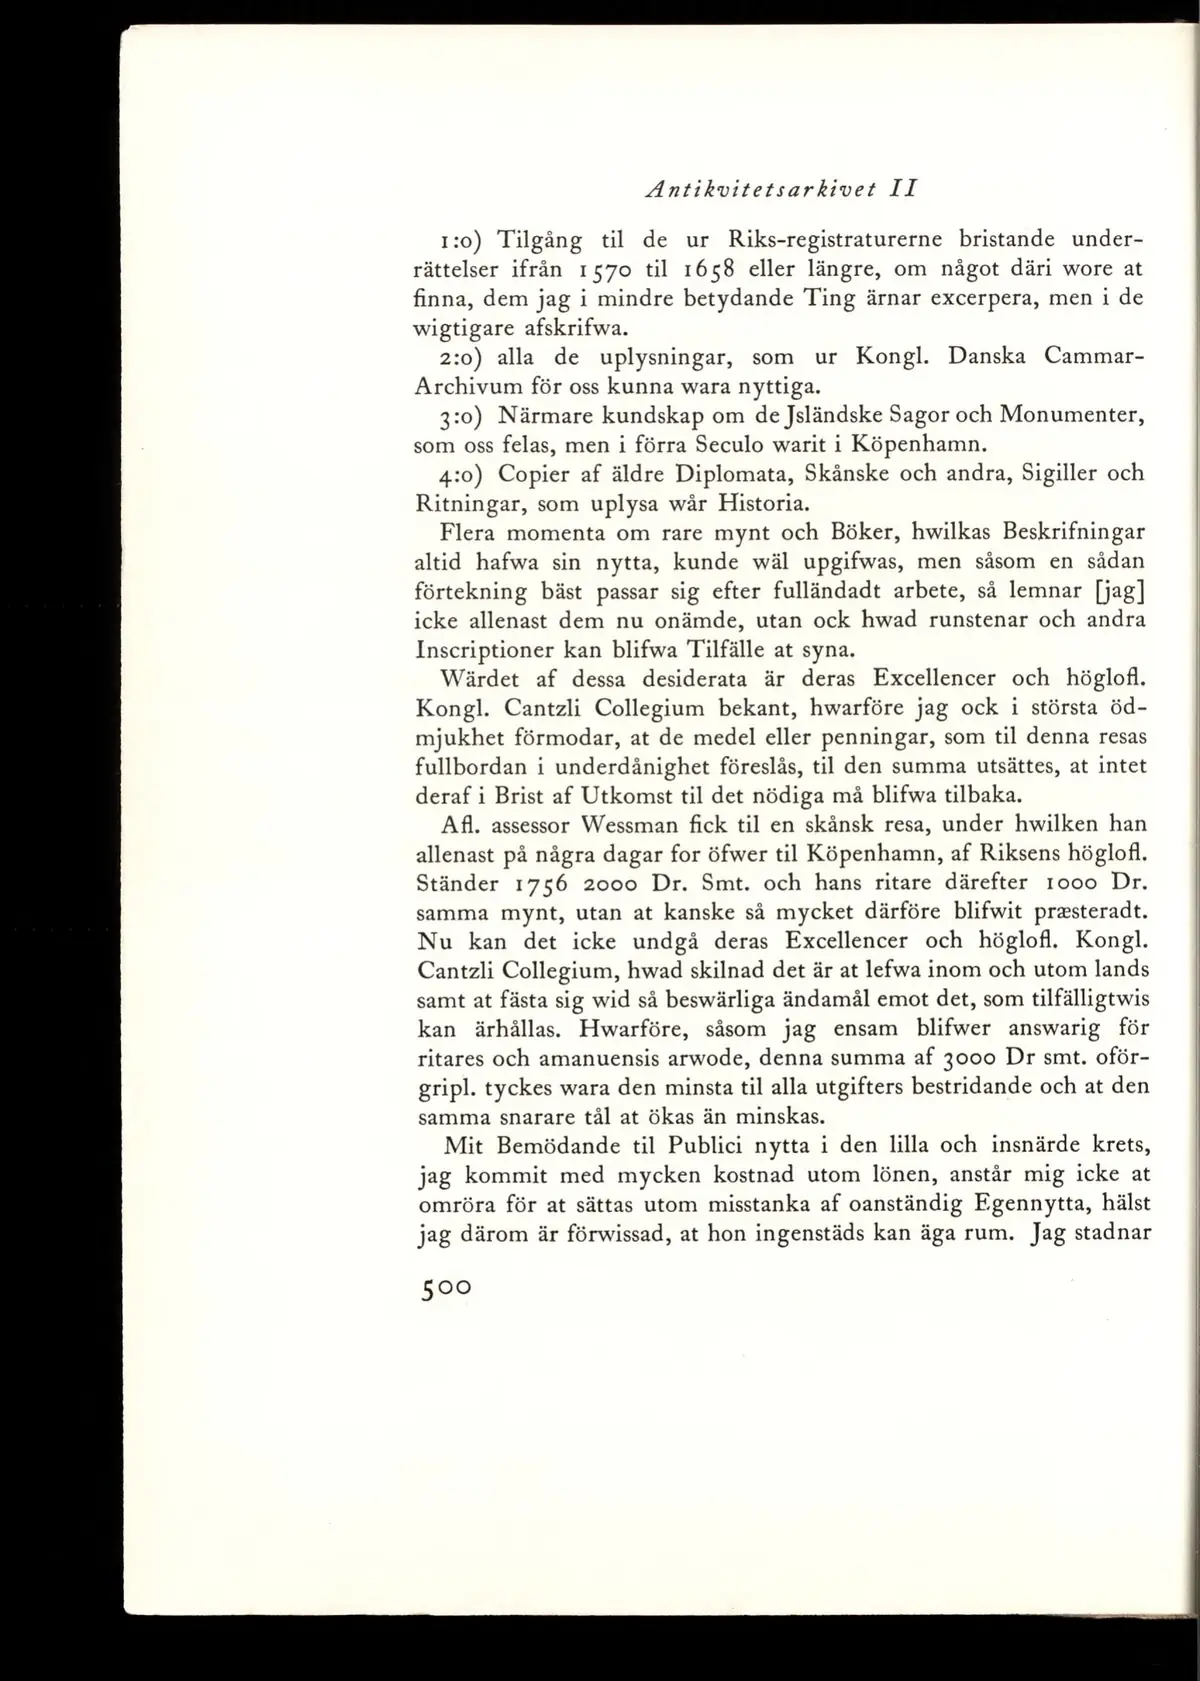 Antikvitetsarkivet II
1:0) Tilgång til de ur Riks-registraturerne bristande under-
rättelser ifrån 1570 til 1658 eller längre, om något däri wore at
finna, dem jag i mindre betydande Ting ärnar excerpera, men i de
wigtigare afskrifwa.
2:0) alla de uplysningar, som ur Kongl. Danska Cammar-
Archivum för oss kunna wara nyttiga.
3:0) Närmare kundskap om de Jsländske Sagor och Monumenter,
som oss felas, men i förra Seculo warit i Köpenhamn.
4:0) Copier af äldre Diplomata, Skånske och andra, Sigiller och
Ritningar, som uplysa wår Historia.
Flera momenta om rare mynt och Böker, hwilkas Beskrifningar
altid hafwa sin nytta, kunde wäl upgifwas, men såsom en sådan
förtekning bäst passar sig efter fulländadt arbete, så lemnar [jag]
icke allenast dem nu onämde, utan ock hwad runstenar och andra
Inscriptioner kan blifwa Tilfälle at syna.
Wärdet af dessa desiderata är deras Excellencer och höglofl.
Kongl. Cantzli Collegium bekant, hwarföre jag ock i största öd-
mjukhet förmodar, at de medel eller penningar, som til denna resas
fullbordan i underdånighet föreslås, til den summa utsättes, at intet
deraf i Brist af Utkomst til det nödiga må blifwa tilbaka.
Afl. assessor Wessman fick til en skånsk resa, under hwilken han
allenast på några dagar for öfwer til Köpenhamn, af Riksens höglofl.
Ständer 1756 2000 Dr. Smt. och hans ritare därefter 1000 Dr.
samma mynt, utan at kanske så mycket därföre blifwit præsteradt.
Nu kan det icke undgå deras Excellencer och höglofl. Kongl.
Cantzli Collegium, hwad skilnad det är at lefwa inom och utom lands
samt at fästa sig wid så beswärliga ändamål emot det, som tilfälligtwis
kan ärhållas. Hwarföre, såsom jag ensam blifwer answarig för
ritares och amanuensis arwode, denna summa af 3000 Dr smt. oför-
gripl. tyckes wara den minsta til alla utgifters bestridande och at den
samma snarare tål at ökas än minskas.
Mit Bemödande til Publici nytta i den lilla och insnärde krets,
jag kommit med mycken kostnad utom lönen, anstår mig icke at
omröra för at sättas utom misstanka af oanständig Egennytta, hälst
jag därom är förwissad, at hon ingenstäds kan äga rum. Jag stadnar
500